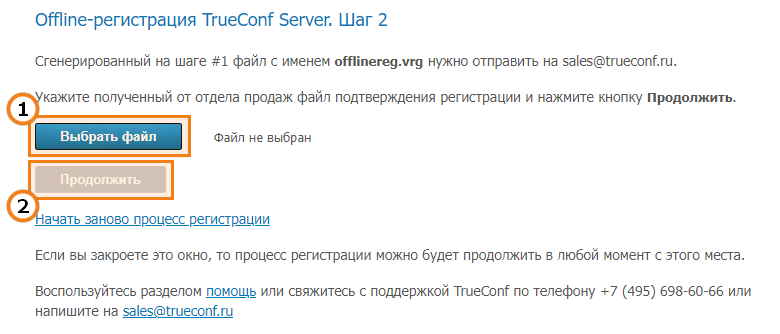 Offline-регистрация TrueConf Server. Шаг 2
Сгенерированный на шаге #1 файл с именем offlinereg.vrg нужно отправить на sales@trueconf.ru.
Укажите полученный от отдела продаж файл подтверждения регистрации и нажмите кнопку Продолжить.
1
Выбрать файл Файл не выбран
Продолжить
2
Начать заново процесс регистрации
Если вы закроете это окно, то процесс регистрации можно будет продолжить в любой момент с этого места.
Воспользуйтесь разделом помощь или свяжитесь с поддержкой TrueConf по телефону +7 (495) 698-60-66 или
напишите на sales@trueconf.ru